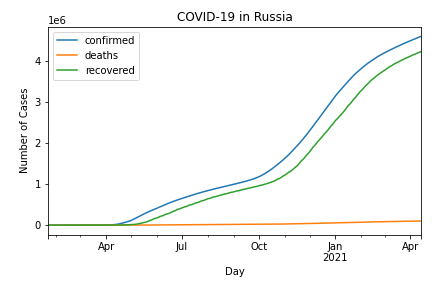 COVID-19 in Russia
1e6
confirmed
deaths
recovered
Number of Cases
4
3
2
1
0
Apr
Jul
Oct
Jan
2021
Apr
Day